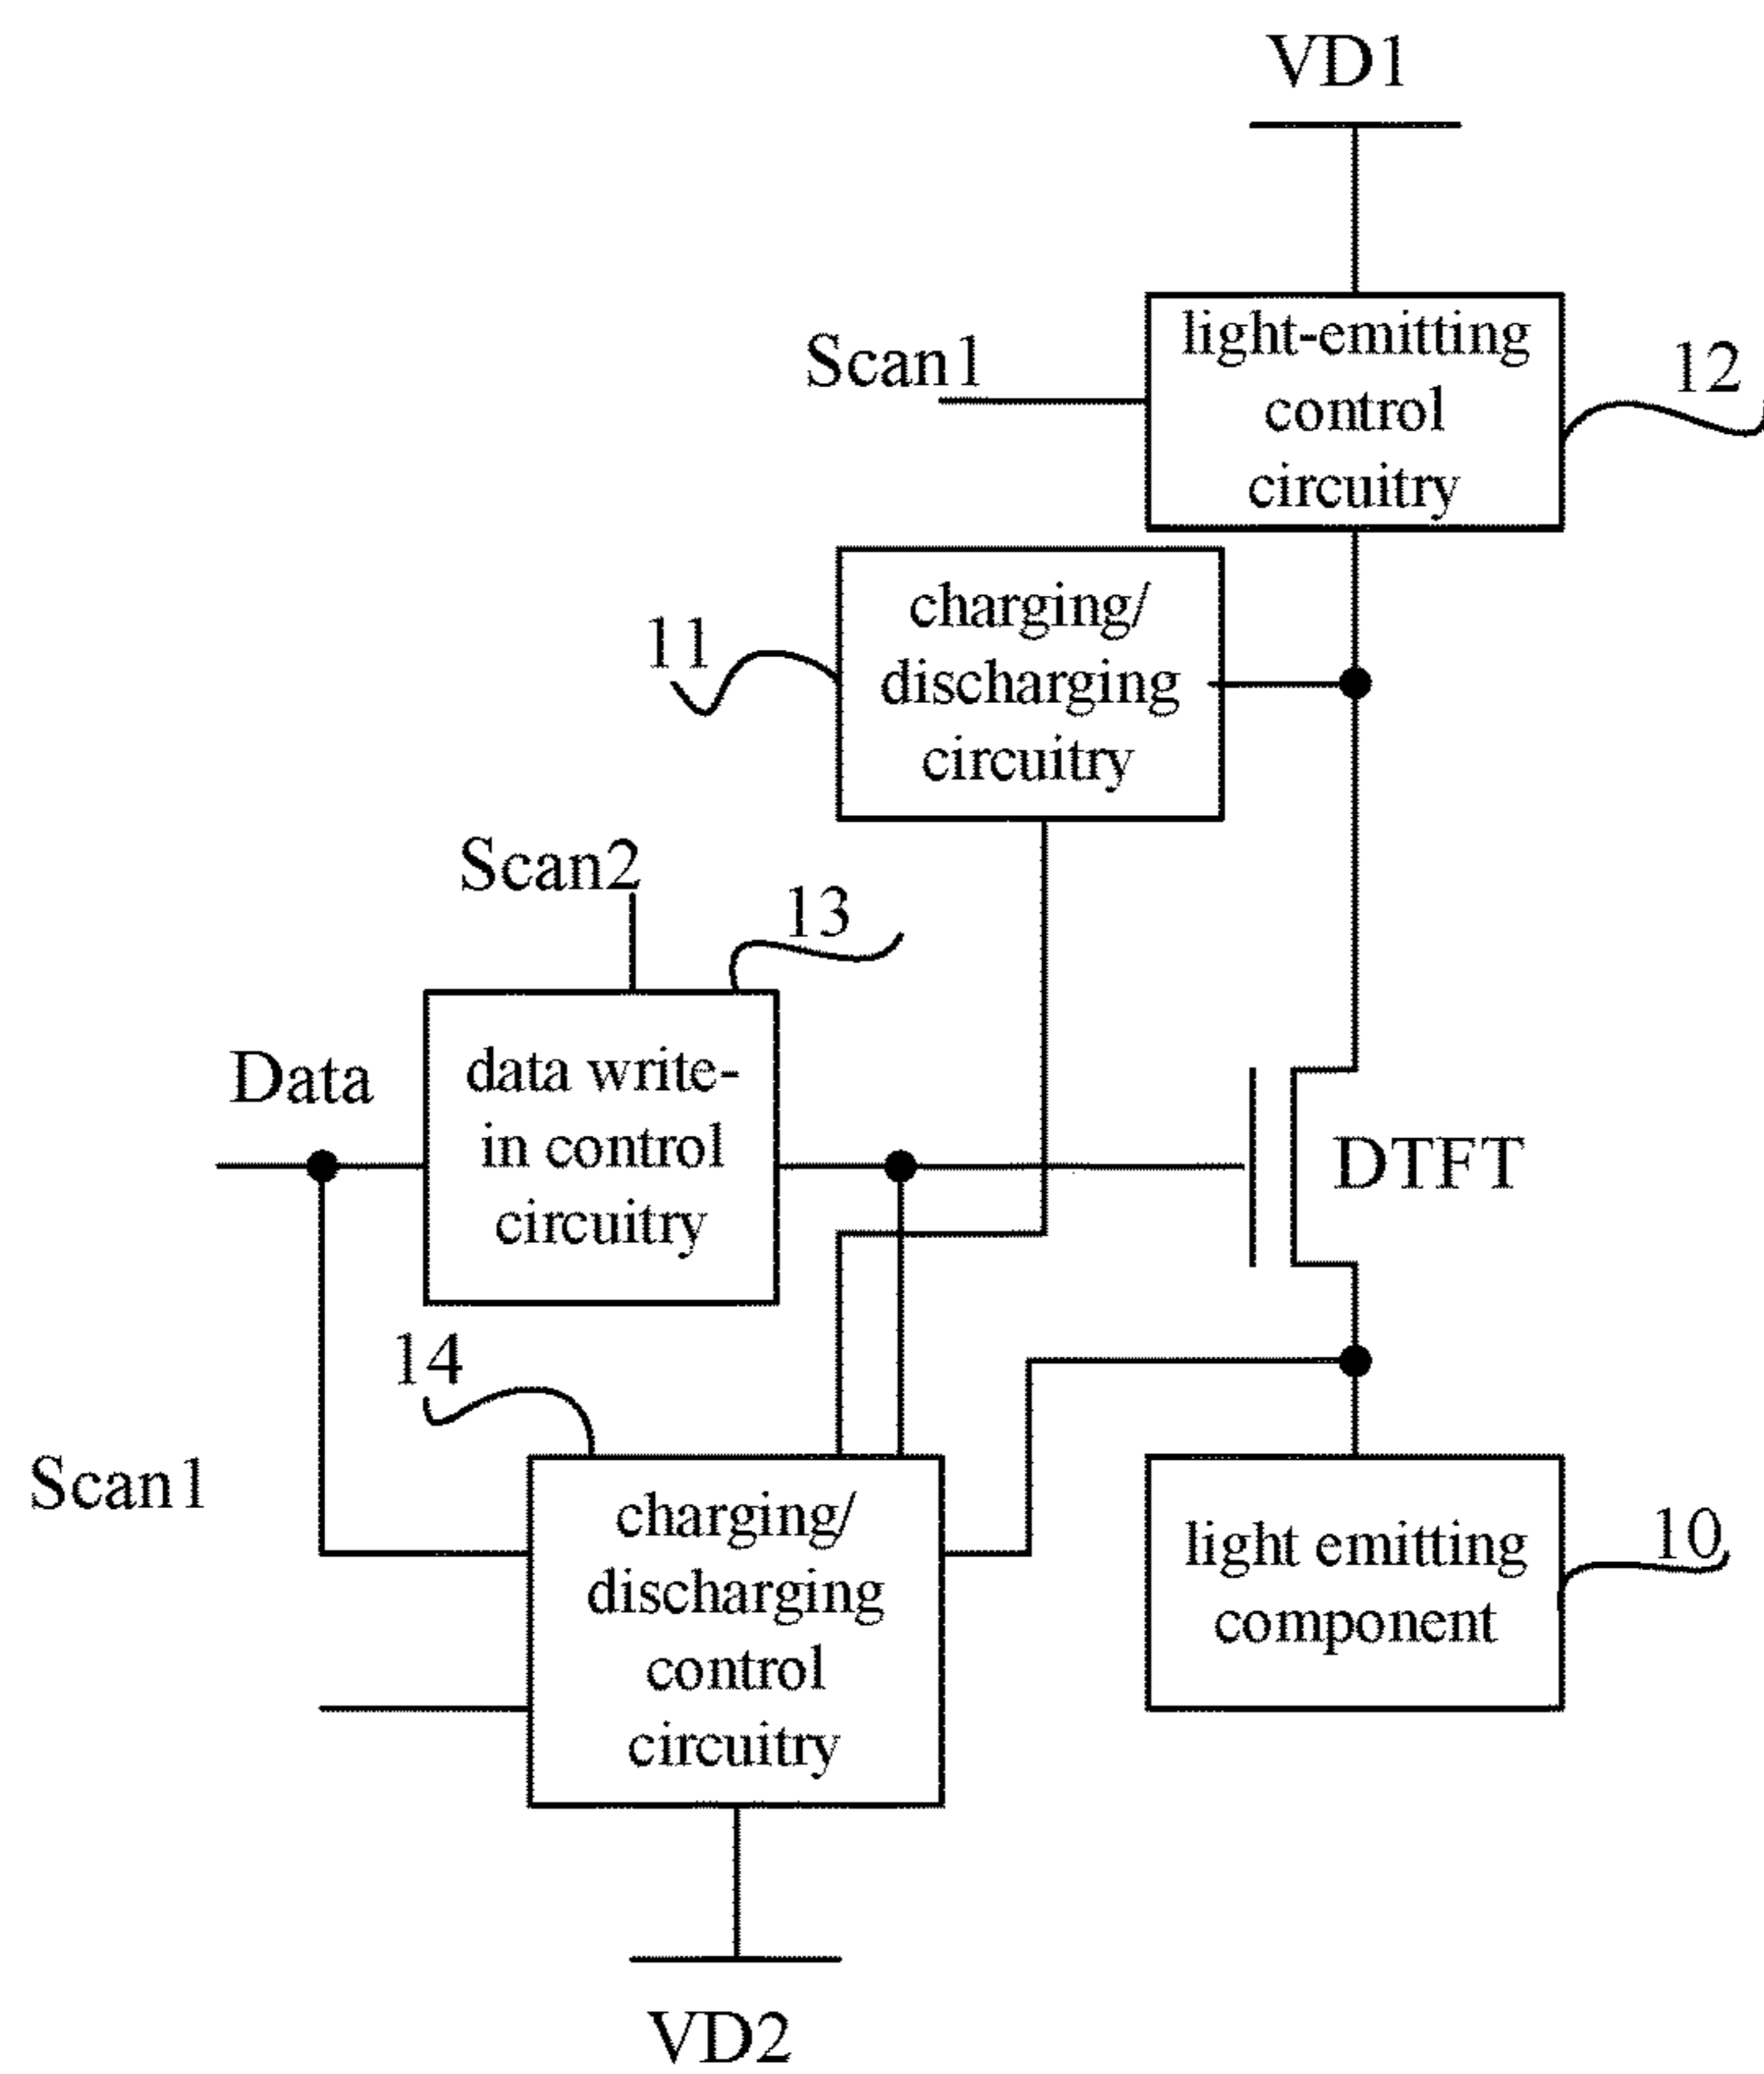 VD1
Scan1
light-emitting
control
circuitry
12
11
charging/
discharging
circuitry
Scan2
13
Data
data write-
in control
circuitry
DTFT
14
Scan1
charging/
discharging
control
circuitry
light emitting
component
10
VD2